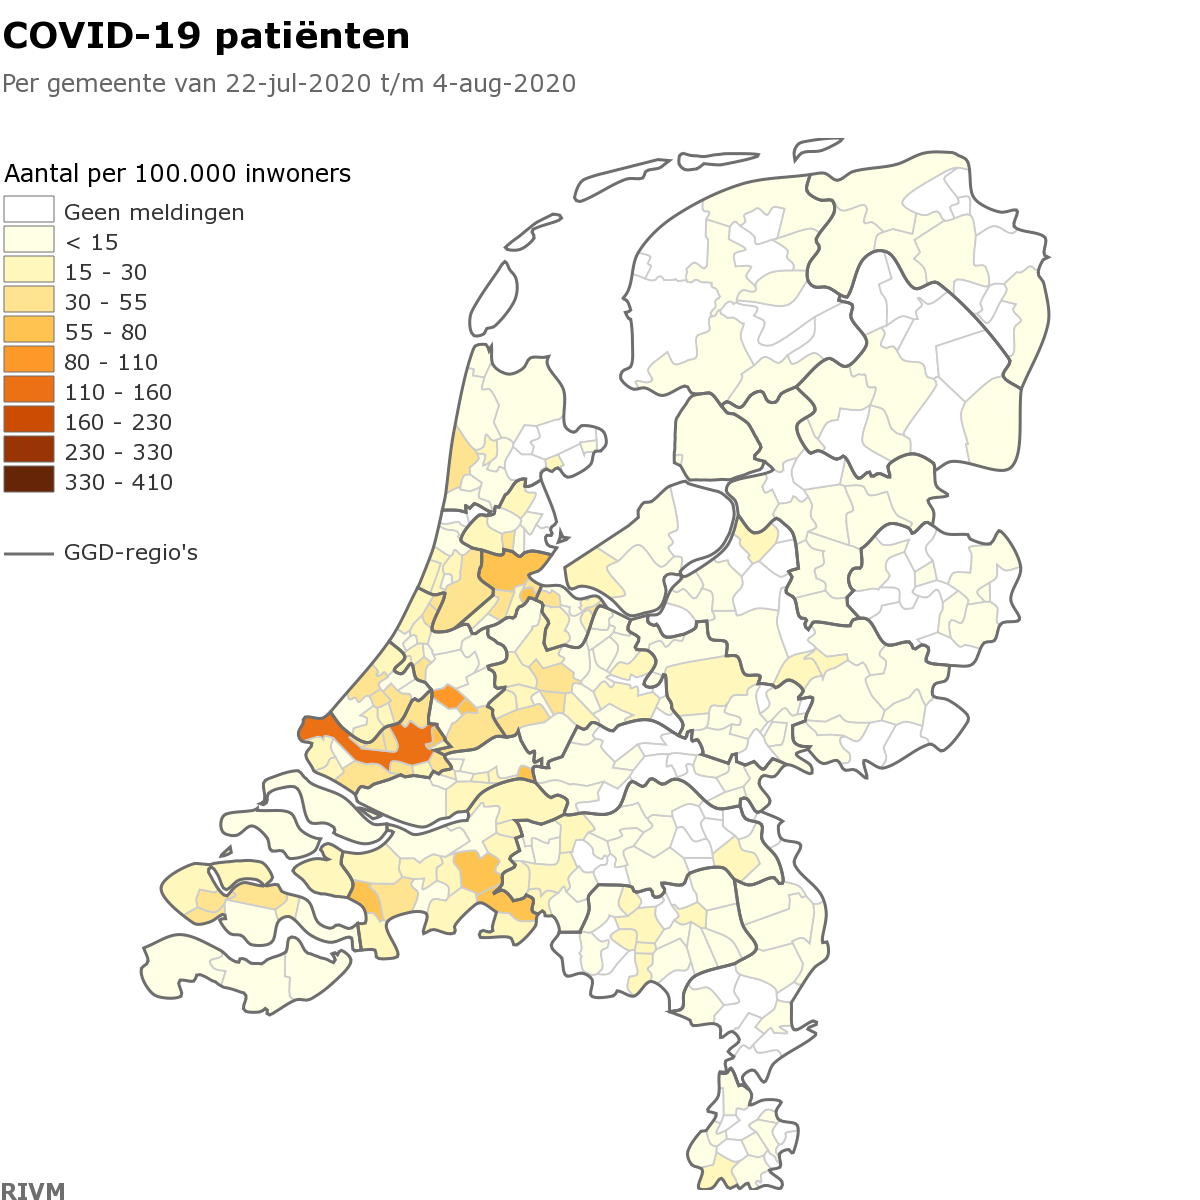 COVID-19 patiënten
Per gemeente van 22-jul-2020 t/m 4-aug-2020
Aantal per 100.000 inwoners
Geen meldingen
< 15
15 - 30
30 - 55
55 - 80
80 - 110
110 - 160
160 - 230
230 - 330
330 - 410
GGD-regio's
RIVM